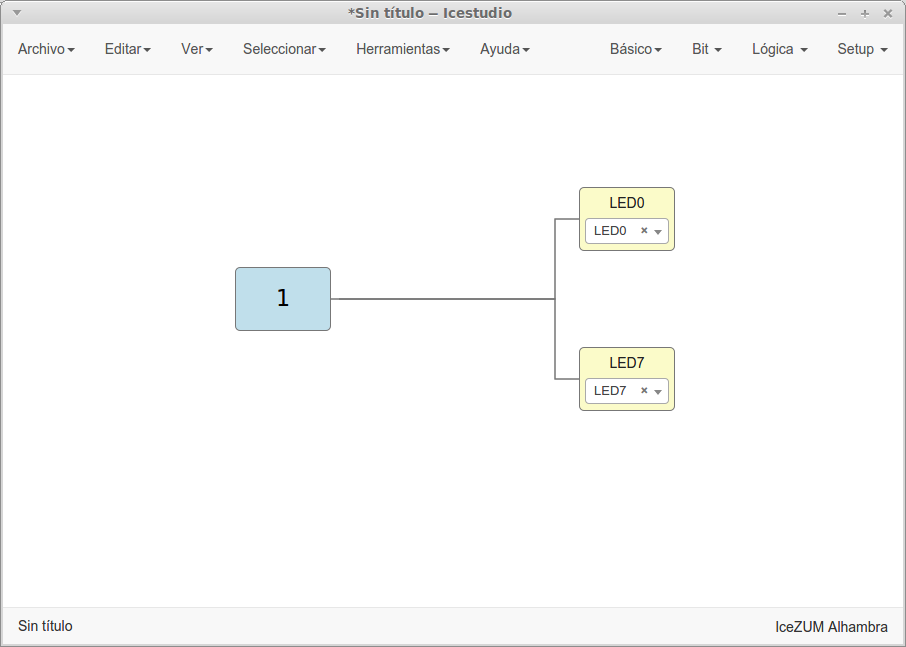 *Sin título – Icestudio
Archivo Editar Ver Seleccionar Herramientas Ayuda Básico Bit Lógica Setup
LED0
LED0
1
LED7
LED7
Sin título IceZUM Alhambra